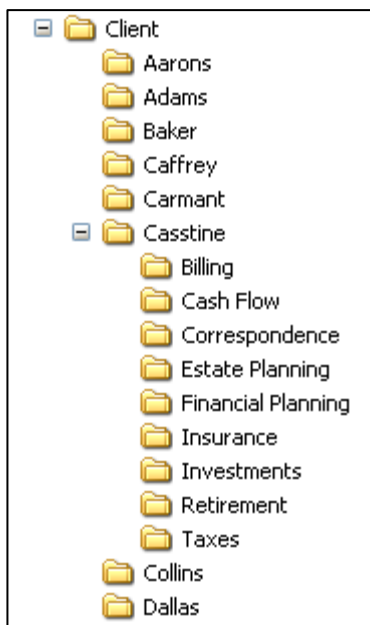 Client
Aarons
Adams
Baker
Caffrey
Carmant
Casstine
Billing
Cash Flow
Correspondence
Estate Planning
Financial Planning
Insurance
Investments
Retirement
Taxes
Collins
Dallas